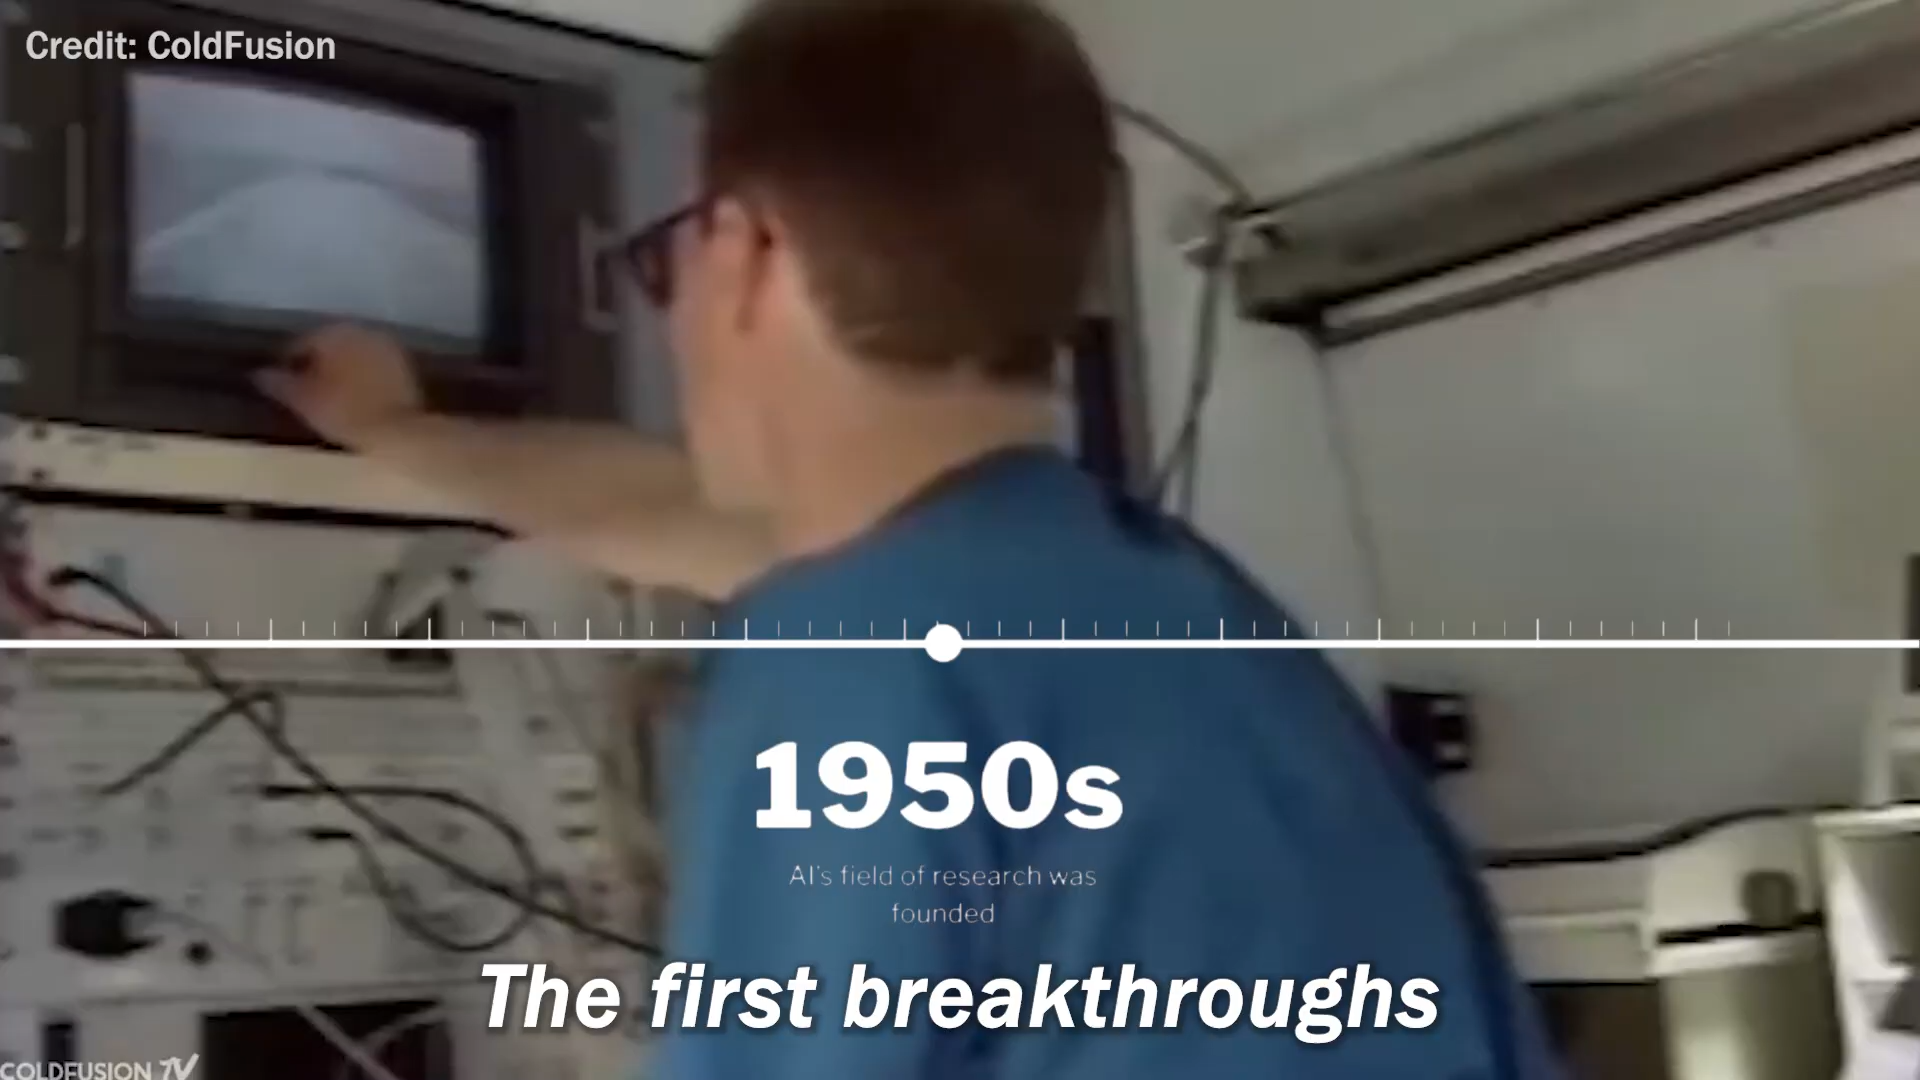 Credit: ColdFusion
1950s
AI's field of research was
founded
The first breakthroughs
COLDFUSION TV